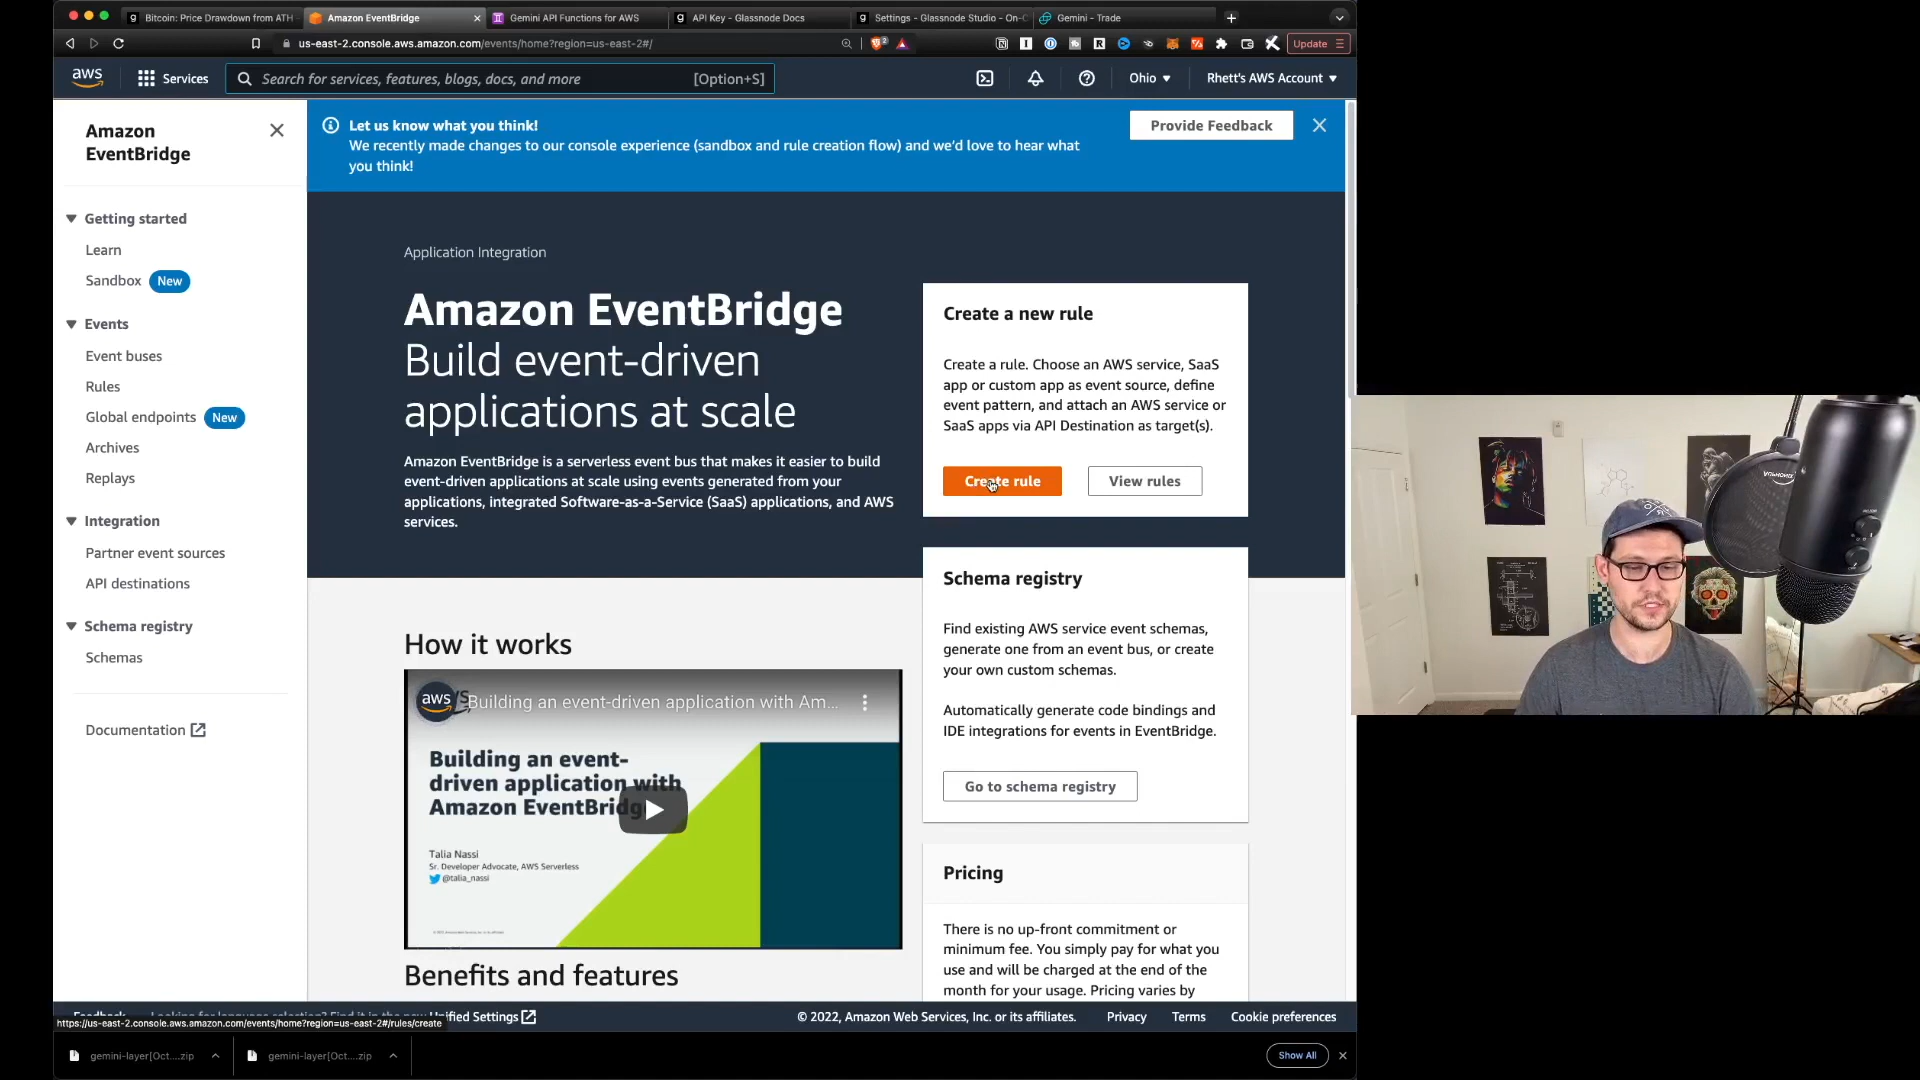 Bitcoin: Price Drawdown from ATH
Amazon EventBridge
Gemini API Functions for AWS
API Key - Glassnode Docs
Settings - Glassnode Studio - On-C
Gemini - Trade
us-east-2.console.aws.amazon.com/events/home?region=us-east-2#/
Update
aws
Services
Search for services, features, blogs, docs, and more
[Option+S]
Ohio
Rhett's AWS Account
Amazon
EventBridge
Getting started
Learn
Sandbox New
Events
Event buses
Rules
Global endpoints New
Archives
Replays
Integration
Partner event sources
API destinations
Schema registry
Schemas
Documentation
Let us know what you think!
We recently made changes to our console experience (sandbox and rule creation flow) and we'd love to hear what
you think!
Provide Feedback
Application Integration
Amazon EventBridge
Build event-driven
applications at scale
Amazon EventBridge is a serverless event bus that makes it easier to build
event-driven applications at scale using events generated from your
applications, integrated Software-as-a-Service (SaaS) applications, and AWS
services.
Create a new rule
Create a rule. Choose an AWS service, SaaS
app or custom app as event source, define
event pattern, and attach an AWS service or
SaaS apps via API Destination as target(s).
Create rule
View rules
How it works
aws
Building an event-driven application with Am...
Building an event-
driven application with
Amazon EventBridg
Talia Nassi
Sr. Developer Advocate, AWS Serverless
@talia_nassi
Benefits and features
Schema registry
Find existing AWS service event schemas,
generate one from an event bus, or create
your own custom schemas.
Automatically generate code bindings and
IDE integrations for events in EventBridge.
Go to schema registry
Pricing
There is no up-front commitment or
minimum fee. You simply pay for what you
use and will be charged at the end of the
month for your usage. Pricing varies by
Feedback
Looking for language selection? Find it in the new Unified Settings
© 2022, Amazon Web Services, Inc. or its affiliates.
Privacy
Terms
Cookie preferences
https://us-east-2.console.aws.amazon.com/events/home?region=us-east-2#/rules/create
gemini-layer[Oct....zip
gemini-layer[Oct....zip
Show All